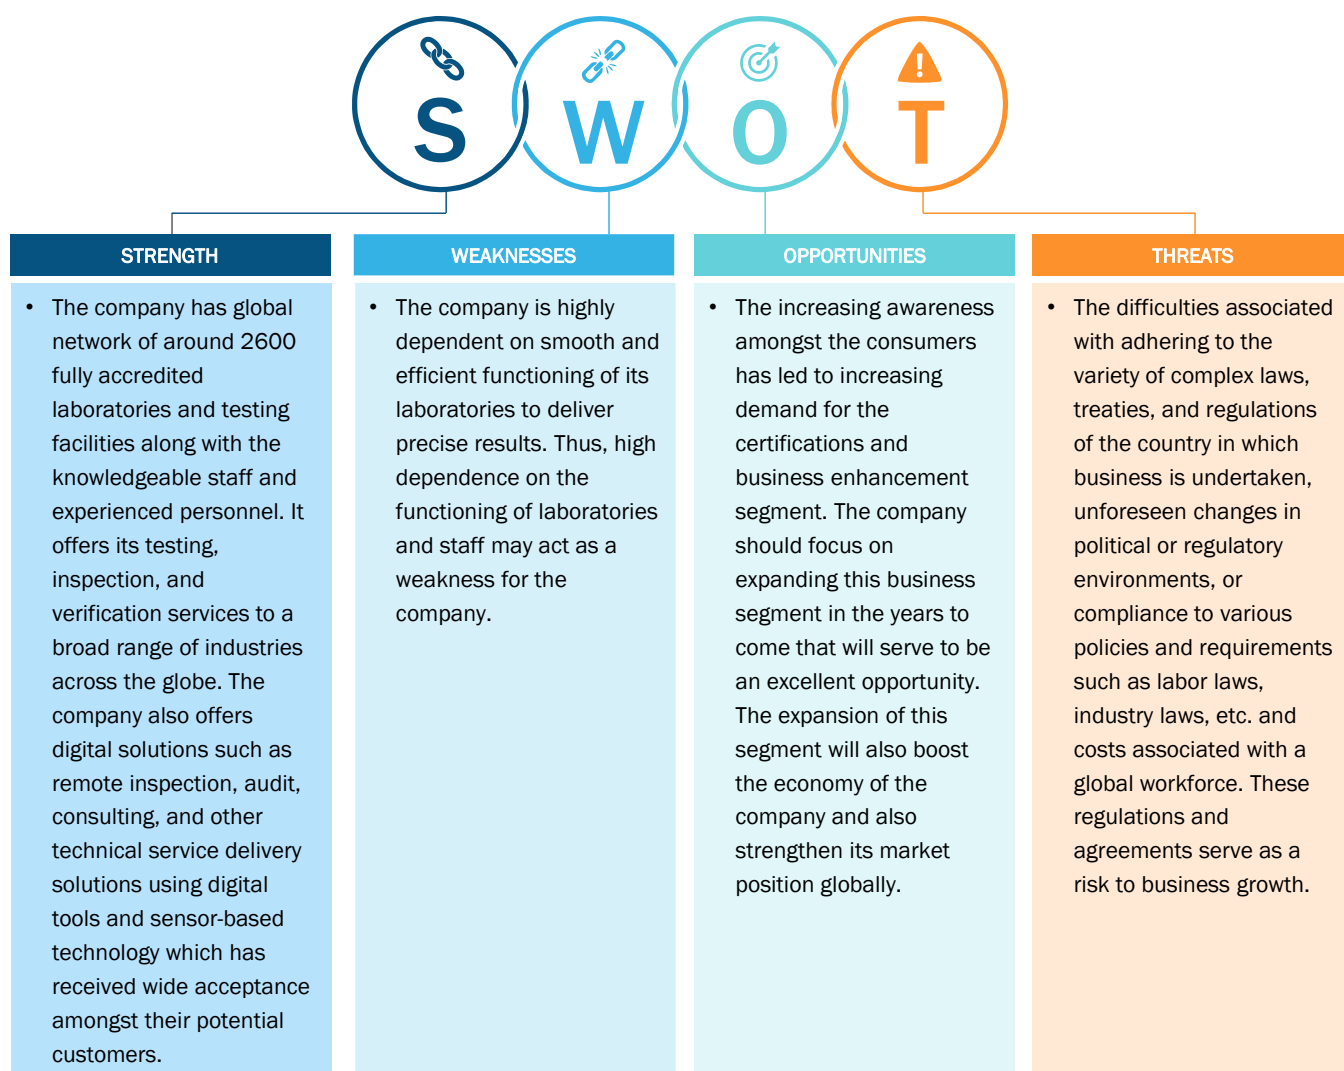 S W O T
STRENGTH
• The company has global
network of around 2600
fully accredited
laboratories and testing
facilities along with the
knowledgeable staff and
experienced personnel. It
offers its testing,
inspection, and
verification services to a
broad range of industries
across the globe. The
company also offers
digital solutions such as
remote inspection, audit,
consulting, and other
technical service delivery
solutions using digital
tools and sensor-based
technology which has
received wide acceptance
amongst their potential
customers.
WEAKNESSES
• The company is highly
dependent on smooth and
efficient functioning of its
laboratories to deliver
precise results. Thus, high
dependence on the
functioning of laboratories
and staff may act as a
weakness for the
company.
OPPORTUNITIES
• The increasing awareness
amongst the consumers
has led to increasing
demand for the
certifications and
business enhancement
segment. The company
should focus on
expanding this business
segment in the years to
come that will serve to be
an excellent opportunity.
The expansion of this
segment will also boost
the economy of the
company and also
strengthen its market
position globally.
THREATS
• The difficulties associated
with adhering to the
variety of complex laws,
treaties, and regulations
of the country in which
business is undertaken,
unforeseen changes in
political or regulatory
environments, or
compliance to various
policies and requirements
such as labor laws,
industry laws, etc. and
costs associated with a
global workforce. These
regulations and
agreements serve as a
risk to business growth.